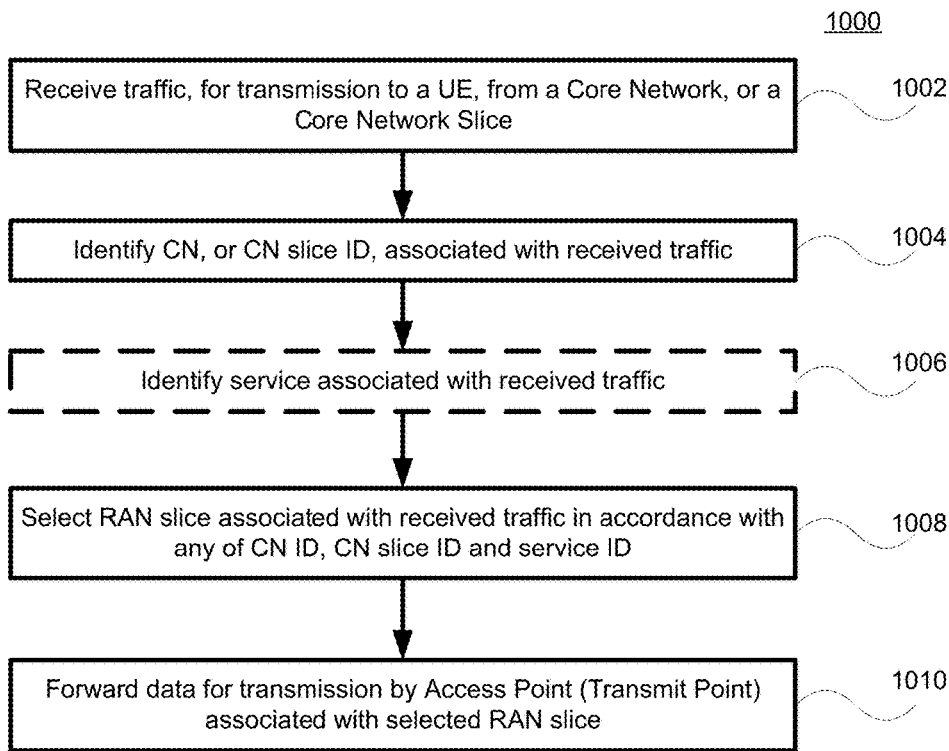 1000
Receive traffic, for transmission to a UE, from a Core Network, or a
Core Network Slice
1002
Identify CN, or CN slice ID, associated with received traffic
1004
Identify service associated with received traffic
1006
Select RAN slice associated with received traffic in accordance with
any of CN ID, CN slice ID and service ID
1008
Forward data for transmission by Access Point (Transmit Point)
associated with selected RAN slice
1010